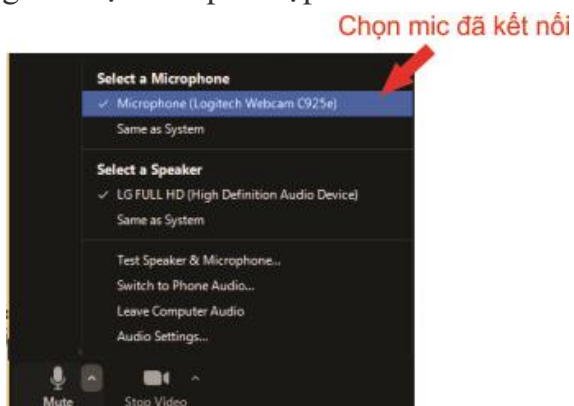 Chọn mic đã kết nối
Select a Microphone
✓ Microphone (Logitech Webcam C925e)
Same as System
Select a Speaker
✓ LG FULL HD (High Definition Audio Device)
Same as System
Test Speaker & Microphone...
Switch to Phone Audio...
Leave Computer Audio
Audio Settings...
Mute
Stop Video